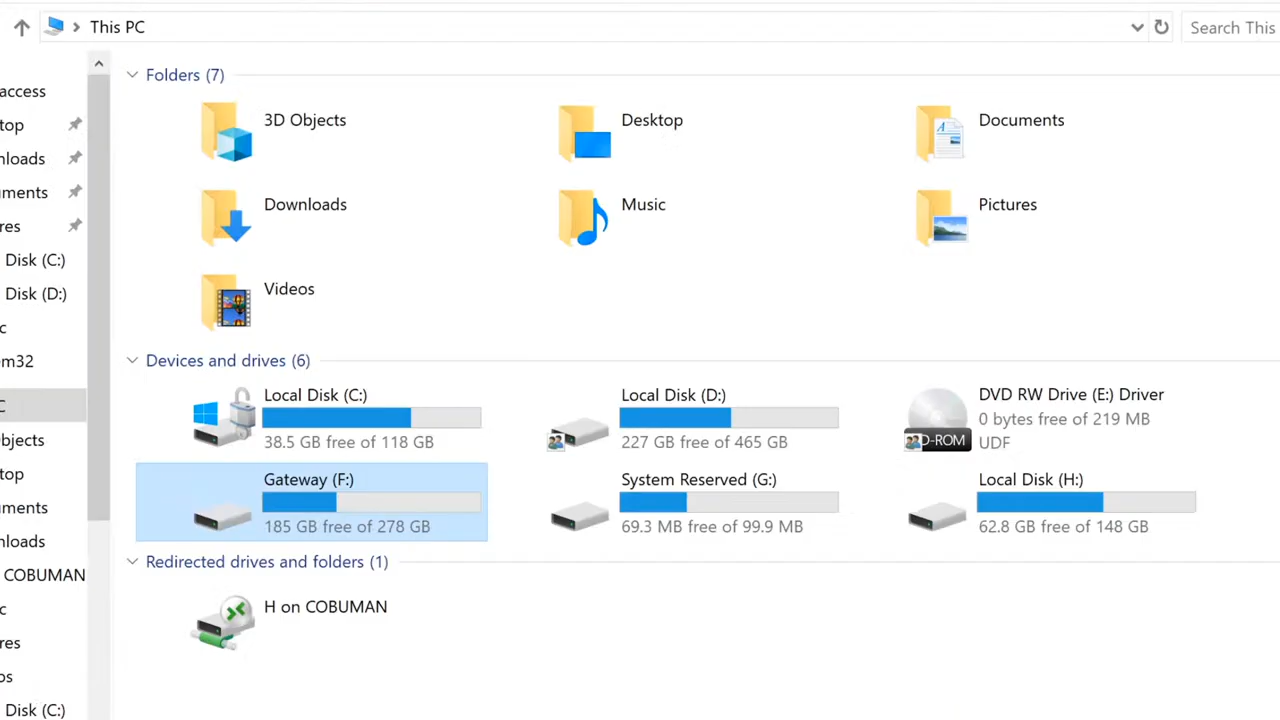 This PC
Search This
access
top
nloads
uments
res
Disk (C:)
Disk (D:)
c
em32
C
bjects
top
uments
nloads
COBUMAN
c
res
os
Disk (C:)
Folders (7)
3D Objects
Desktop
Documents
Downloads
Music
Pictures
Videos
Devices and drives (6)
Local Disk (C:)
38.5 GB free of 118 GB
Local Disk (D:)
227 GB free of 465 GB
DVD RW Drive (E:) Driver
0 bytes free of 219 MB
UDF
D-ROM
Gateway (F:)
185 GB free of 278 GB
System Reserved (G:)
69.3 MB free of 99.9 MB
Local Disk (H:)
62.8 GB free of 148 GB
Redirected drives and folders (1)
H on COBUMAN